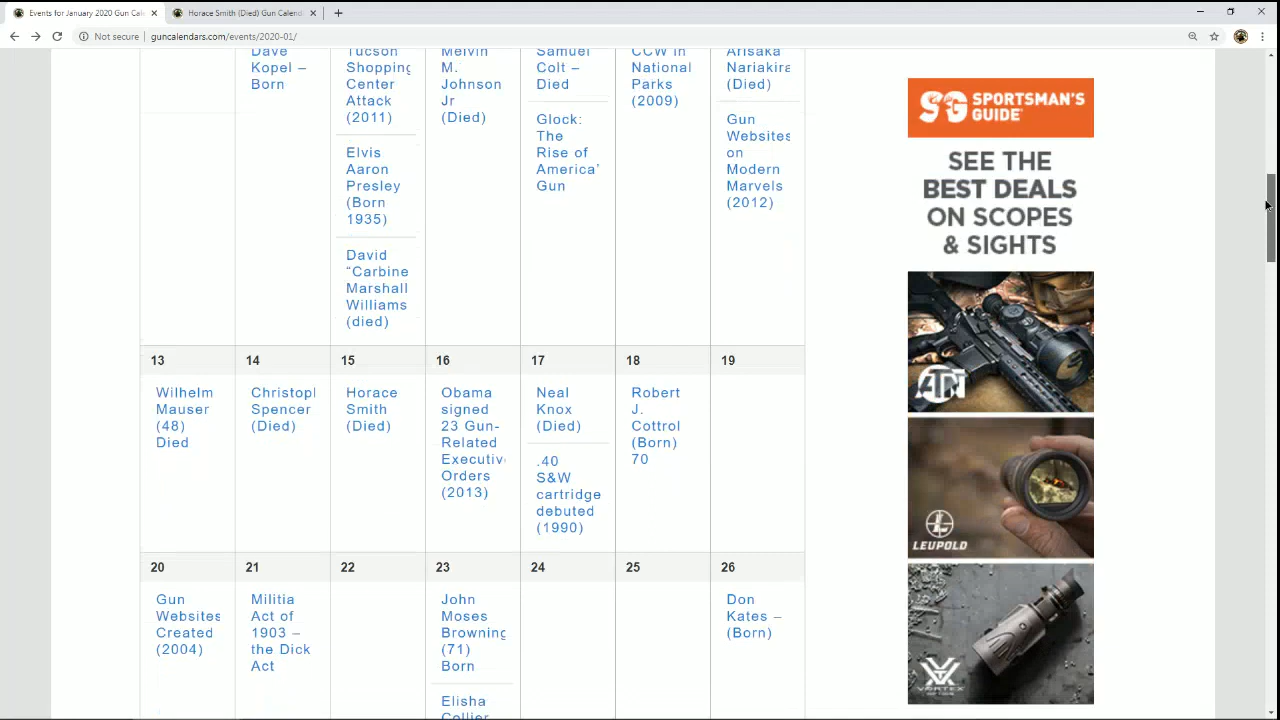 Events for January 2020 Gun Cale
Horace Smith (Died) Gun Calenda
Not secure | guncalendars.com/events/2020-01/
Dave
Kopel –
Born
Tucson
Shopping
Center
Attack
(2011)
Elvis
Aaron
Presley
(Born
1935)
David
“Carbine
Marshall
Williams
(died)
Melvin
M.
Johnson
Jr
(Died)
Samuel
Colt –
Died
Glock:
The
Rise of
America’
Gun
CCW in
National
Parks
(2009)
Arisaka
Nariakira
(Died)
Gun
Websites
on
Modern
Marvels
(2012)
13
14
15
16
17
18
19
Wilhelm
Mauser
(48)
Died
Christopl
Spencer
(Died)
Horace
Smith
(Died)
Obama
signed
23 Gun-
Related
Executiv
Orders
(2013)
Neal
Knox
(Died)
.40
S&W
cartridge
debuted
(1990)
Robert
J.
Cottrol
(Born)
70
20
21
22
23
24
25
26
Gun
Websites
Created
(2004)
Militia
Act of
1903 –
the Dick
Act
John
Moses
Browning
(71)
Born
Elisha
Collier
Don
Kates –
(Born)
SG SPORTSMAN'S
GUIDE
SEE THE
BEST DEALS
ON SCOPES
& SIGHTS
ATN
LEUPOLD
VORTEX